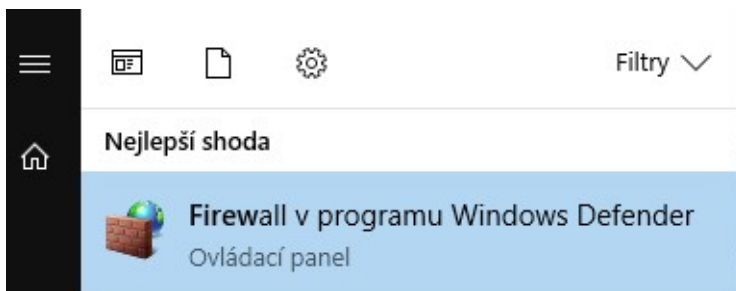 Filtry
Nejlepší shoda
Firewall v programu Windows Defender
Ovládací panel